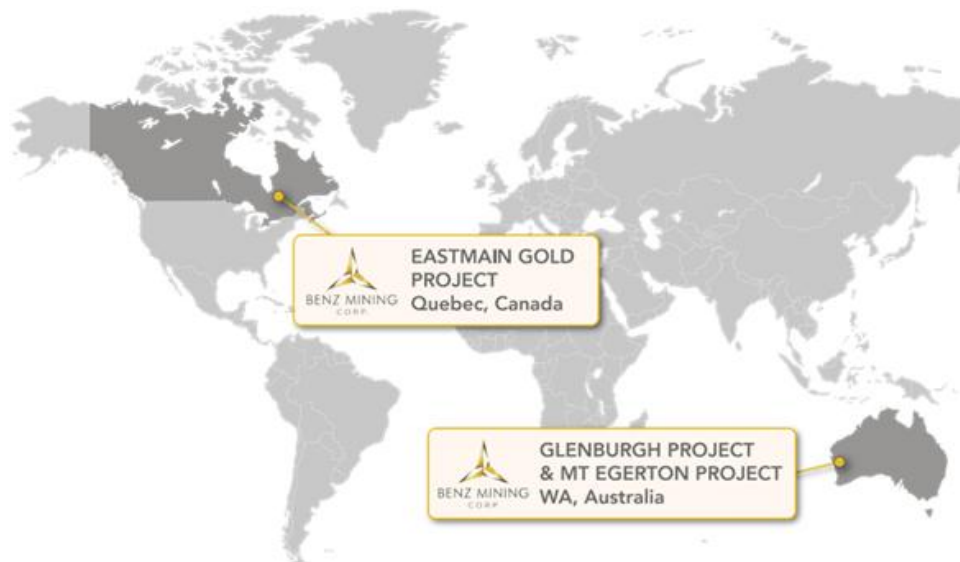 EASTMAIN GOLD
PROJECT
Quebec, Canada
BENZ MINING
CORP.
GLENBURGH PROJECT
& MT EGERTON PROJECT
WA, Australia
BENZ MINING
CORP.